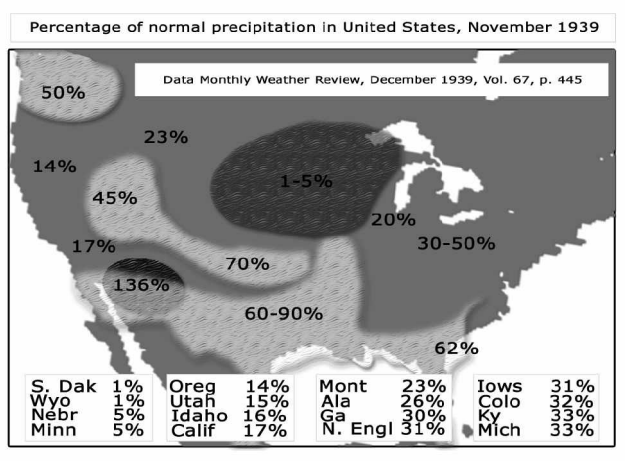 Percentage of normal precipitation in United States, November 1939
Data Monthly Weather Review, December 1939, Vol. 67, p. 445
50%
23%
14%
1-5%
45%
20%
17%
30-50%
70%
136%
60-90%
62%
S. Dak 1%
Wyo 1%
Nebr 5%
Minn 5%
Oreg 14%
Utah 15%
Idaho 16%
Calif 17%
Mont 23%
Ala 26%
Ga 30%
N. Engl 31%
Iows 31%
Colo 32%
Ky 33%
Mich 33%